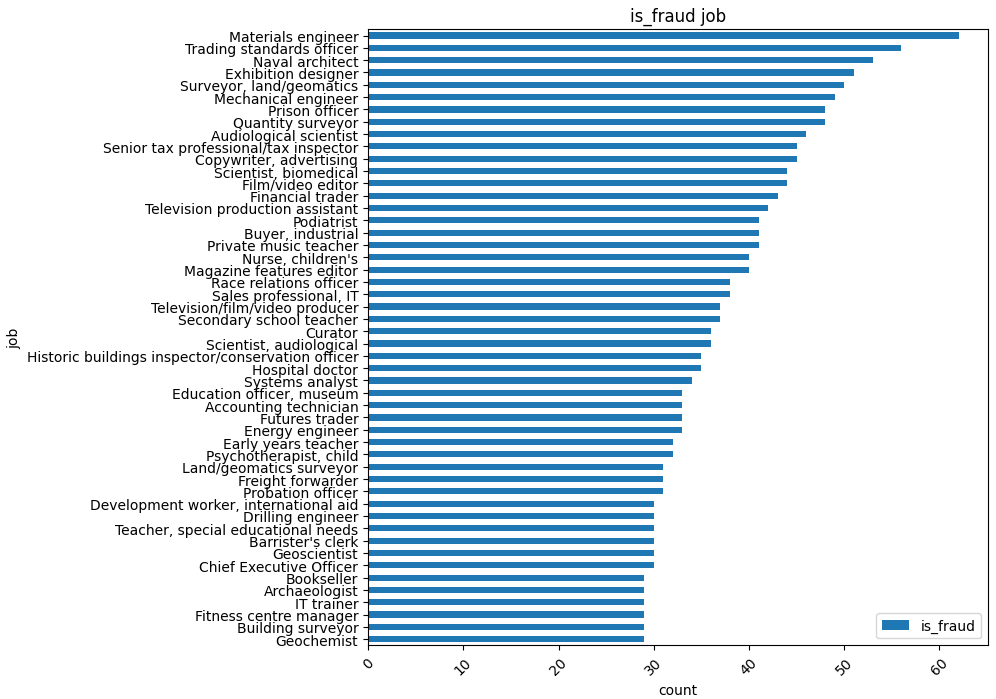 is_fraud job
Materials engineer
Trading standards officer
Naval architect
Exhibition designer
Surveyor, land/geomatics
Mechanical engineer
Prison officer
Quantity surveyor
Audiological scientist
Senior tax professional/tax inspector
Copywriter, advertising
Scientist, biomedical
Film/video editor
Financial trader
Television production assistant
Podiatrist
Buyer, industrial
Private music teacher
Nurse, children's
Magazine features editor
Race relations officer
Sales professional, IT
Television/film/video producer
Secondary school teacher
Curator
Scientist, audiological
Historic buildings inspector/conservation officer
Hospital doctor
Systems analyst
Education officer, museum
Accounting technician
Futures trader
Energy engineer
Early years teacher
Psychotherapist, child
Land/geomatics surveyor
Freight forwarder
Probation officer
Development worker, international aid
Drilling engineer
Teacher, special educational needs
Barrister's clerk
Geoscientist
Chief Executive Officer
Bookseller
Archaeologist
IT trainer
Fitness centre manager
Building surveyor
Geochemist
job
is_fraud
0 10 20 30 40 50 60
count